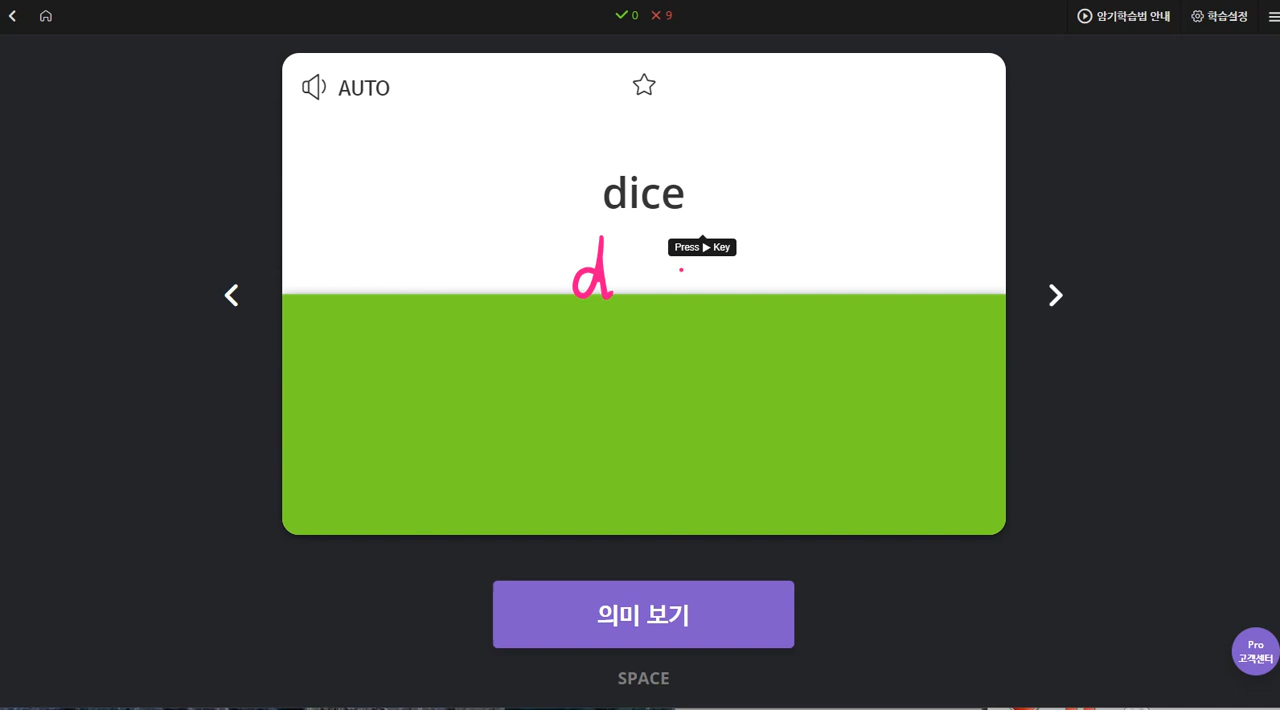 0 9 암기학습법 안내 학습설정
AUTO
dice
Press ▶ Key
d
의미 보기
Pro
고객센터
SPACE